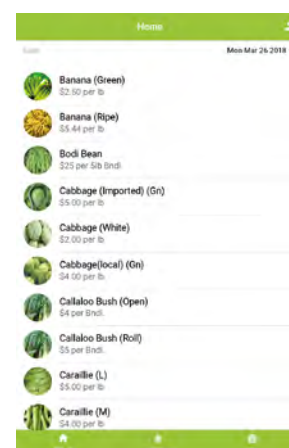 Home
Mon Mar 26 2018
Banana (Green)
$2.50 per lb
Banana (Ripe)
$5.44 per lb
Bodi Bean
$25 per 5lb Bndl.
Cabbage (Imported) (Gn)
$5.00 per lb
Cabbage (White)
$2.00 per lb
Cabbage(local) (Gn)
$4.00 per lb
Callaloo Bush (Open)
$4 per Bndl.
Callaloo Bush (Roll)
$5 per Bndl.
Caraillie (L)
$5.00 per lb
Caraillie (M)
$4.00 per lb